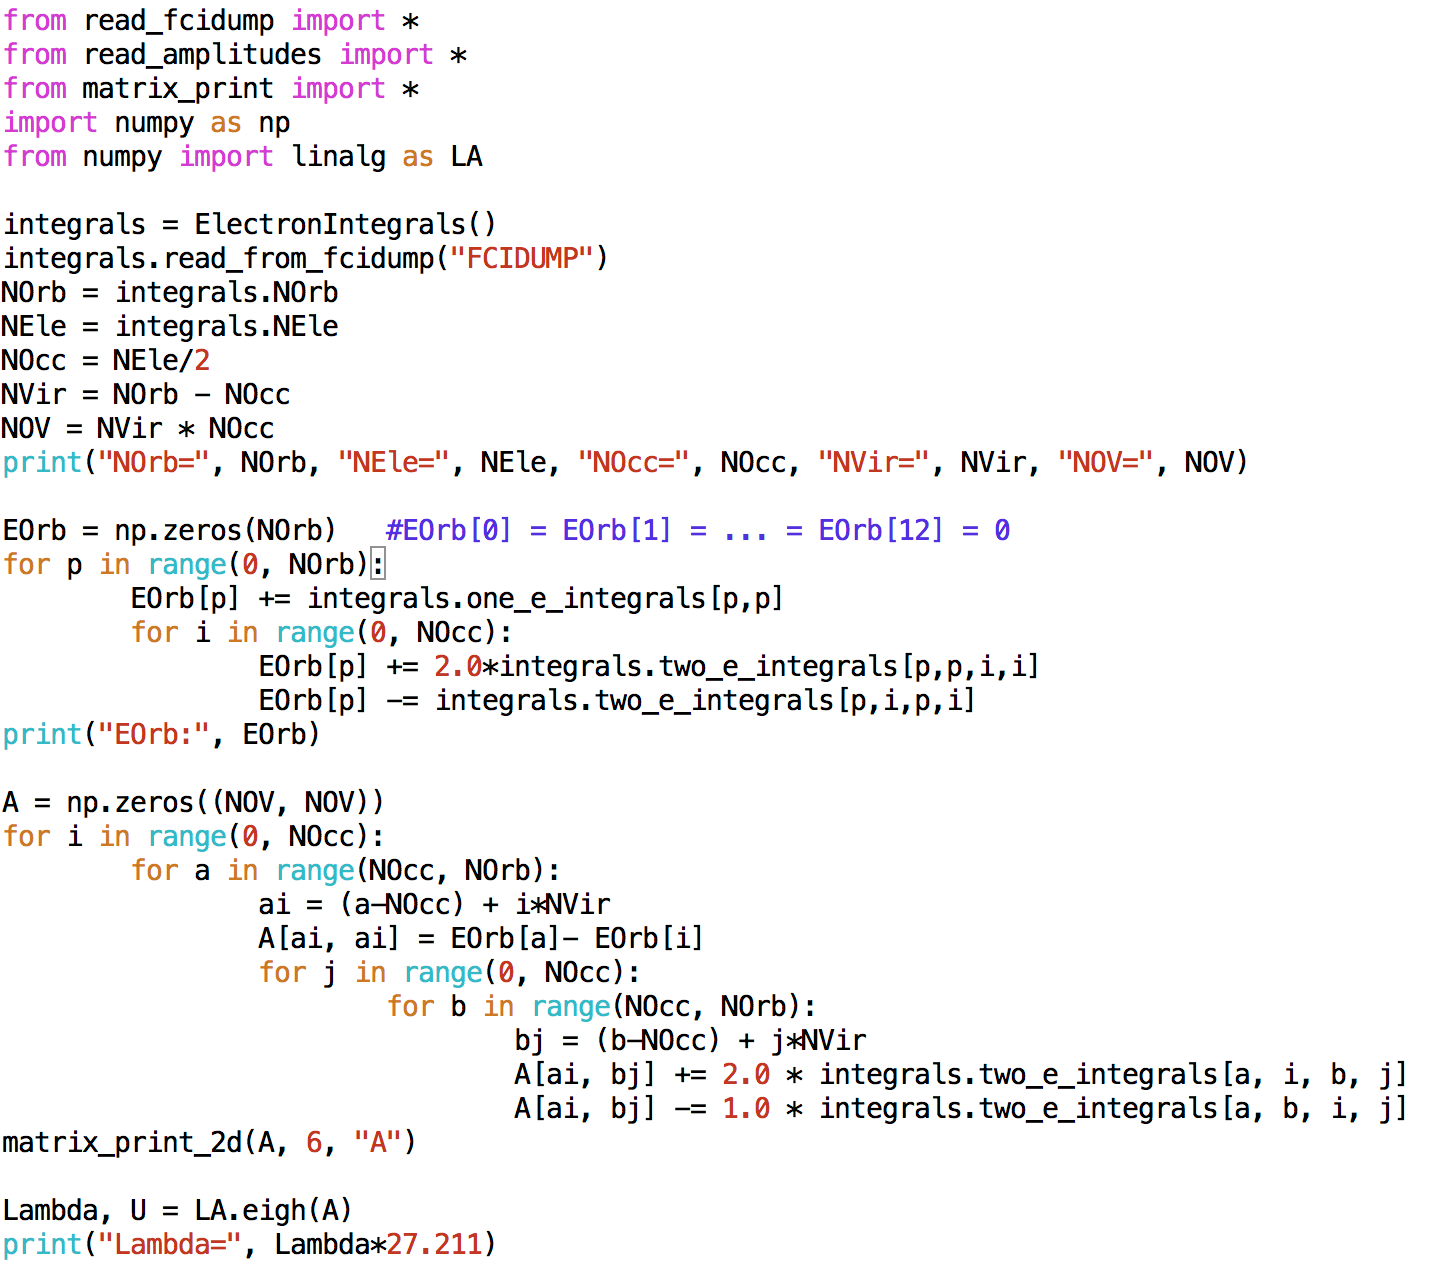 from read_fcidump import *
from read_amplitudes import *
from matrix_print import *
import numpy as np
from numpy import linalg as LA

integrals = ElectronIntegrals()
integrals.read_from_fcidump("FCIDUMP")
NOrb = integrals.NOrb
NEle = integrals.NEle
NOcc = NEle/2
NVir = NOrb - NOcc
NOV = NVir * NOcc
print("NOrb=", NOrb, "NEle=", NEle, "NOcc=", NOcc, "NVir=", NVir, "NOV=", NOV)

EOrb = np.zeros(NOrb)   #EOrb[0] = EOrb[1] = ... = EOrb[12] = 0
for p in range(0, NOrb):
        EOrb[p] += integrals.one_e_integrals[p,p]
        for i in range(0, NOcc):
                EOrb[p] += 2.0*integrals.two_e_integrals[p,p,i,i]
                EOrb[p] -= integrals.two_e_integrals[p,i,p,i]
print("EOrb:", EOrb)

A = np.zeros((NOV, NOV))
for i in range(0, NOcc):
        for a in range(NOcc, NOrb):
                ai = (a-NOcc) + i*NVir
                A[ai, ai] = EOrb[a]- EOrb[i]
                for j in range(0, NOcc):
                        for b in range(NOcc, NOrb):
                                bj = (b-NOcc) + j*NVir
                                A[ai, bj] += 2.0 * integrals.two_e_integrals[a, i, b, j]
                                A[ai, bj] -= 1.0 * integrals.two_e_integrals[a, b, i, j]
matrix_print_2d(A, 6, "A")

Lambda, U = LA.eigh(A)
print("Lambda=", Lambda*27.211)